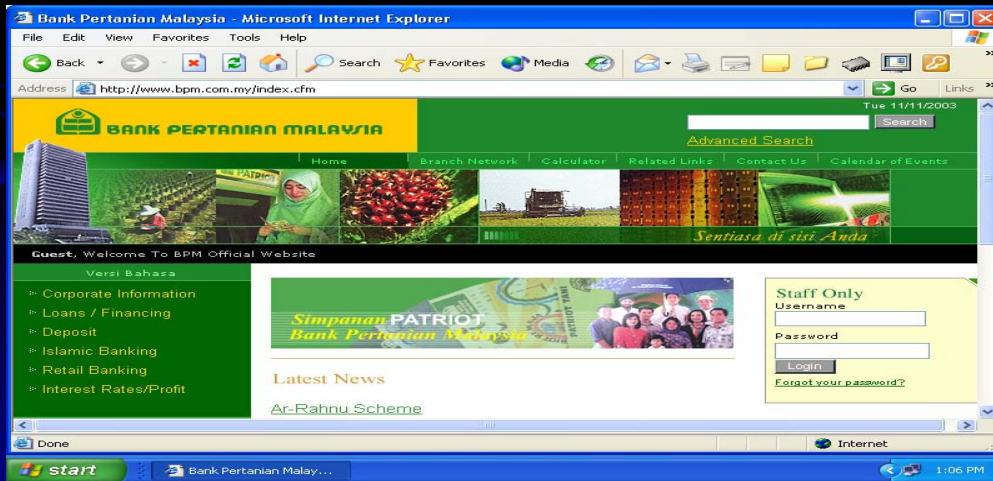 Bank Pertanian Malaysia - Microsoft Internet Explorer
File Edit View Favorites Tools Help
Back Search Favorites Media
Address http://www.bpm.com.my/index.cfm Go Links
Tue 11/11/2003
BANK PERTANIAN MALAYSIA
Search
Advanced Search
Home Branch Network Calculator Related Links Contact Us Calendar of Events
PATRIOT
Sentiasa di sisi Anda
Guest, Welcome To BPM Official Website
Versi Bahasa
Corporate Information
Loans / Financing
Deposit
Islamic Banking
Retail Banking
Interest Rates/Profit
Simpanan PATRIOT
Bank Pertanian Malaysia
Latest News
Ar-Rahnu Scheme
Staff Only
Username
Password
Login
Forgot your password?
Done Internet
start Bank Pertanian Malay... 1:06 PM